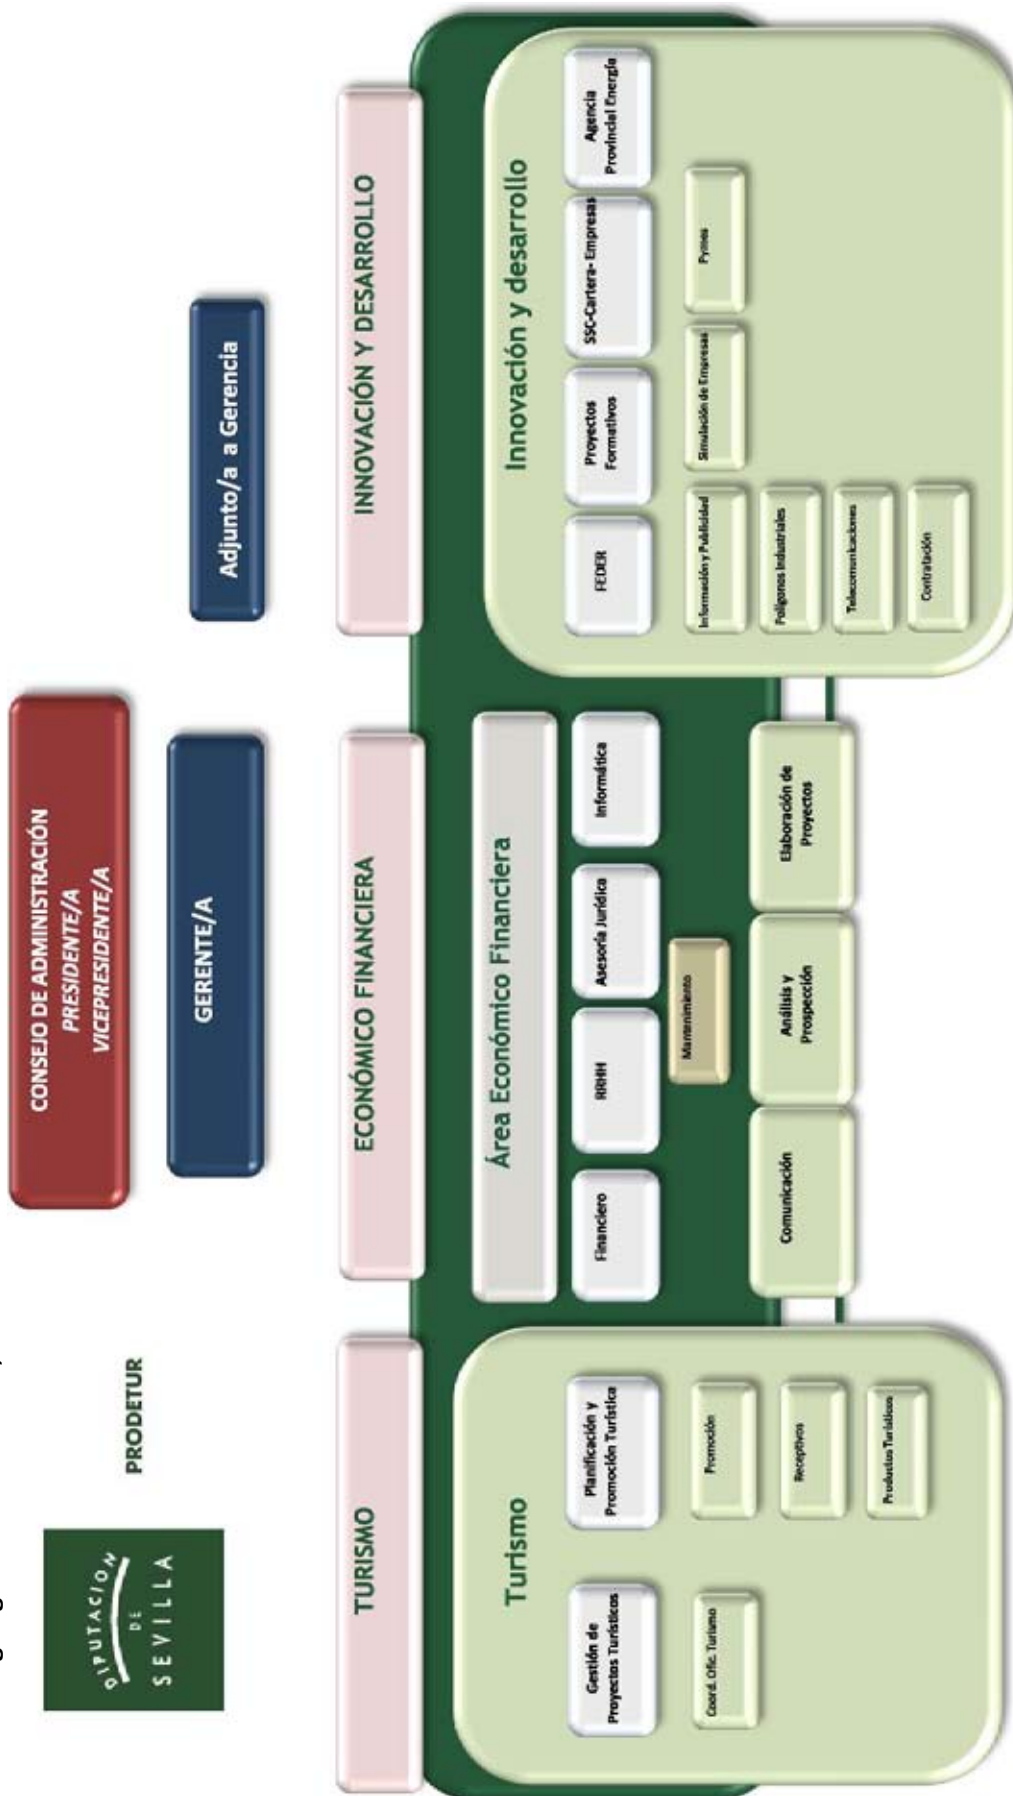 DIPUTACION
DE
SEVILLA
PRODETUR
CONSEJO DE ADMINISTRACIÓN
PRESIDENTE/A
VICEPRESIDENTE/A
GERENTE/A
Adjunto/a a Gerencia
TURISMO
ECONÓMICO FINANCIERA
INNOVACIÓN Y DESARROLLO
Turismo
Gestión de
Proyectos Turísticos
Planificación y
Promoción Turística
Coord. Ofic. Turismo
Promoción
Receptivos
Productos Turísticos
Área Económico Financiera
Financiero
RRHH
Asesoría Jurídica
Informática
Mantenimiento
Comunicación
Análisis y
Prospección
Elaboración de
Proyectos
Innovación y desarrollo
FEDER
Proyectos
Formativos
SSC-Cartera- Empresas
Agencia
Provincial Energía
Información y Publicidad
Simulación de Empresas
Pymes
Polígonos Industriales
Telecomunicaciones
Contratación